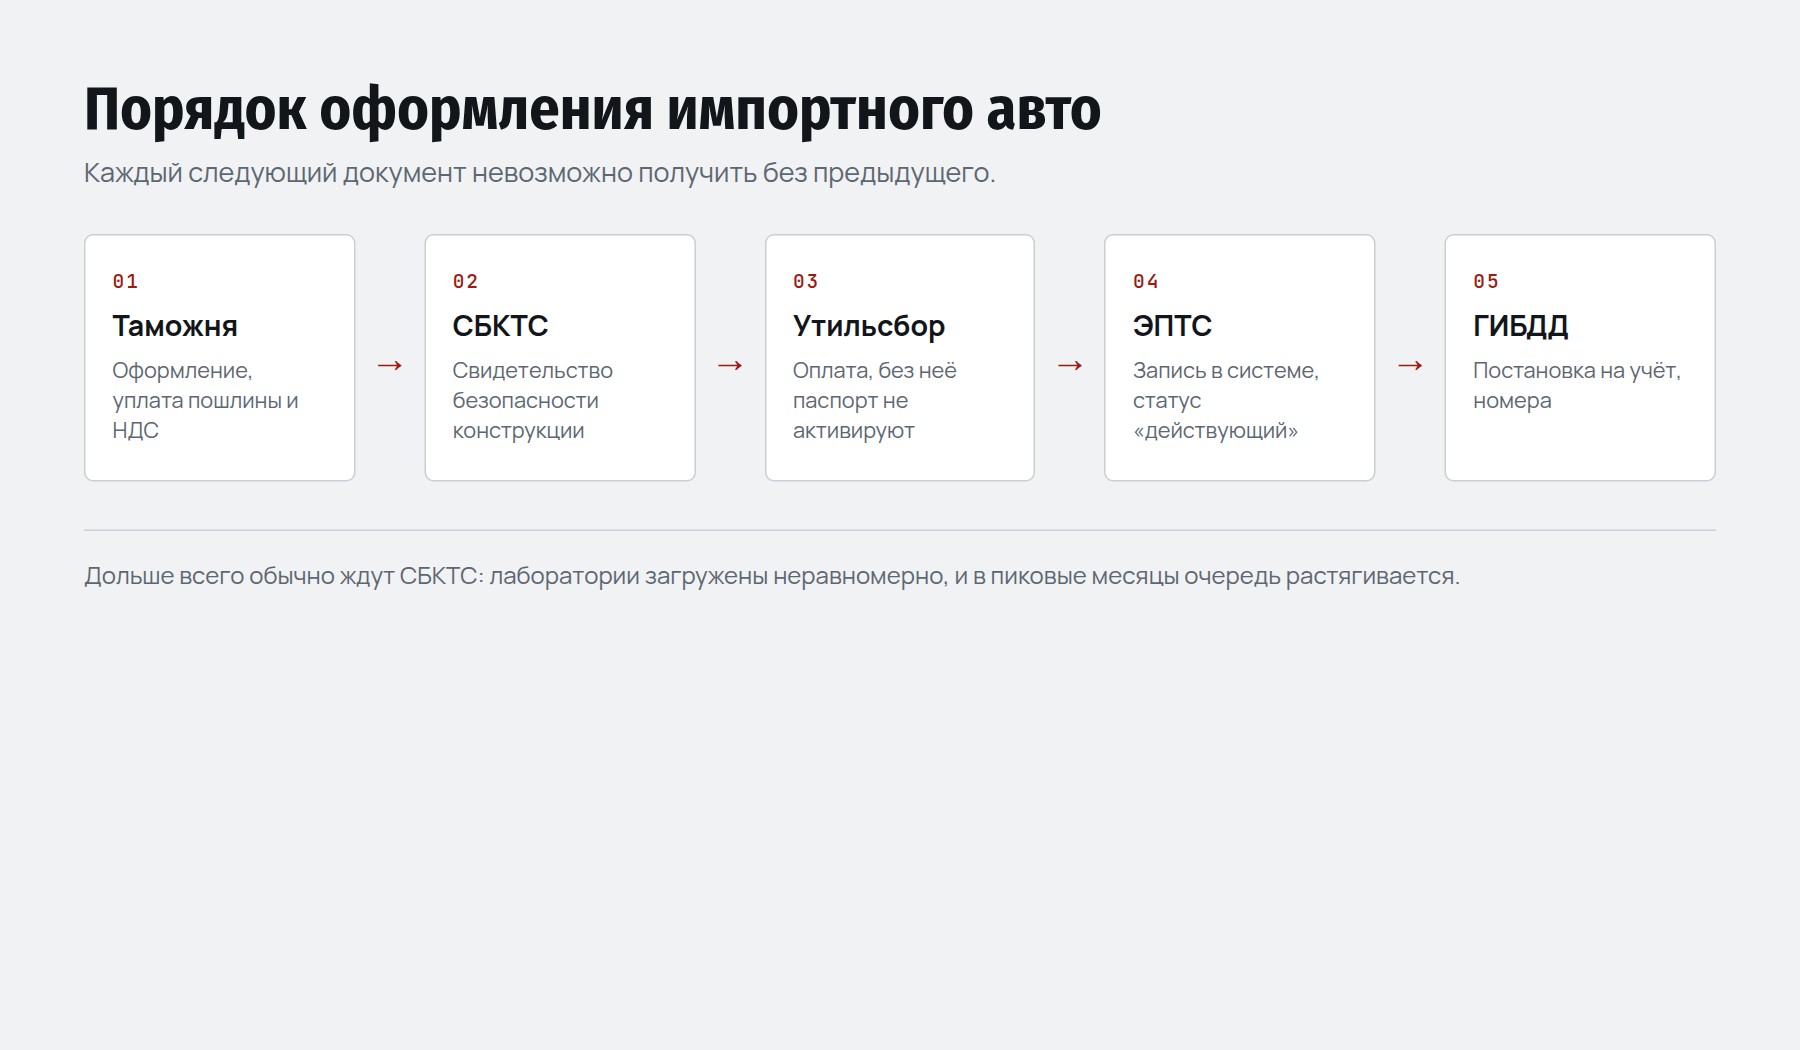 Порядок оформления импортного авто
Каждый следующий документ невозможно получить без предыдущего.
01
Таможня
Оформление,
уплата пошлины и
НДС
→
02
СБКТС
Свидетельство
безопасности
конструкции
→
03
Утильсбор
Оплата, без неё
паспорт не
активируют
→
04
ЭПТС
Запись в системе,
статус
«действующий»
→
05
ГИБДД
Постановка на учёт,
номера
Дольше всего обычно ждут СБКТС: лаборатории загружены неравномерно, и в пиковые месяцы очередь растягивается.